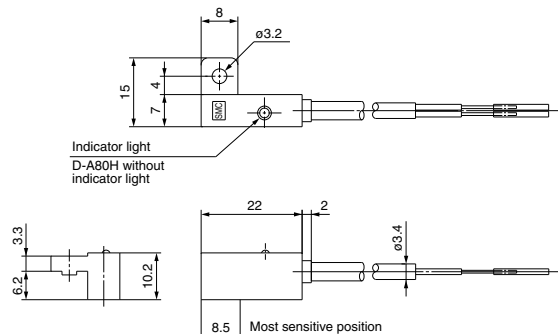 8
ø3.2
15
4
7
SMC
Indicator light
D-A80H without
indicator light
22
2
3.3
6.2
10.2
ø3.4
8.5
Most sensitive position